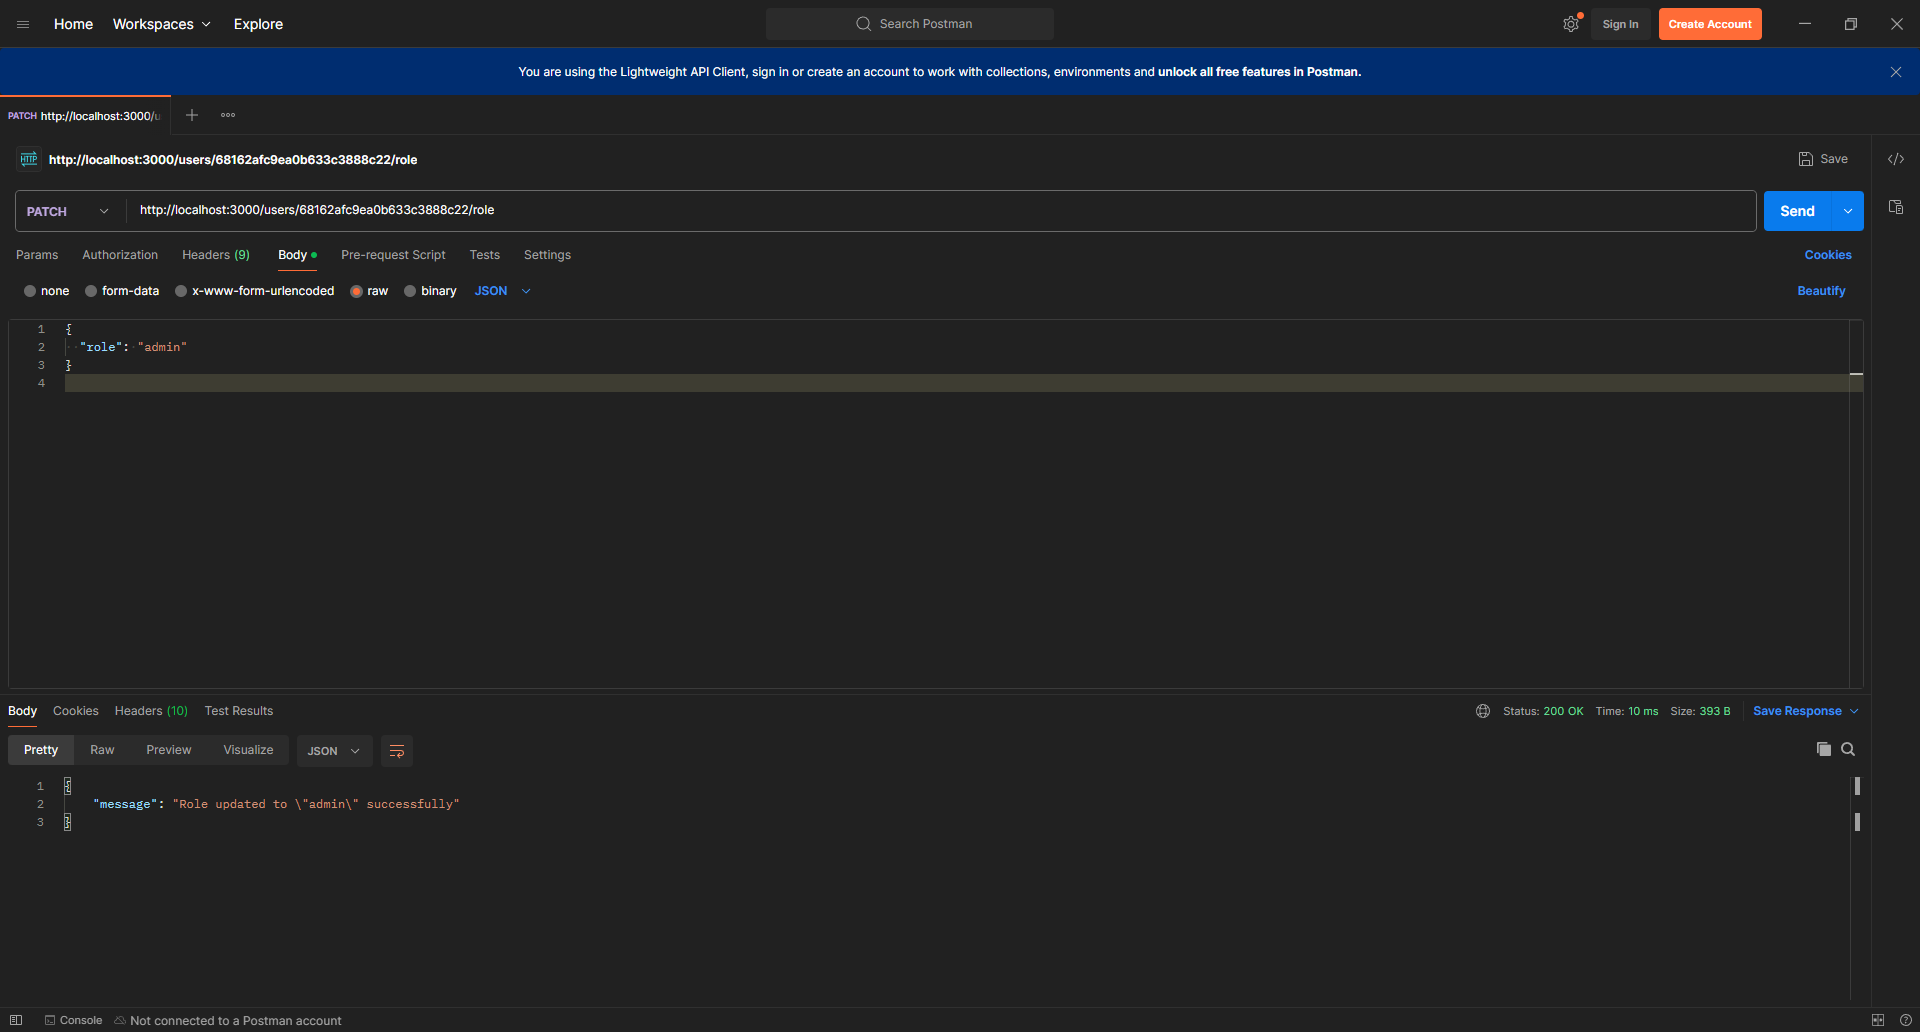 Home Workspaces Explore Search Postman Sign In Create Account
You are using the Lightweight API Client, sign in or create an account to work with collections, environments and unlock all free features in Postman.
PATCH http://localhost:3000/u
HTTP http://localhost:3000/users/68162afc9ea0b633c3888c22/role Save
PATCH http://localhost:3000/users/68162afc9ea0b633c3888c22/role Send
Params Authorization Headers (9) Body Pre-request Script Tests Settings Cookies
none form-data x-www-form-urlencoded raw binary JSON Beautify
1 {
2 "role": "admin"
3 }
4
Body Cookies Headers (10) Test Results Status: 200 OK Time: 10 ms Size: 393 B Save Response
Pretty Raw Preview Visualize JSON
1 {
2 "message": "Role updated to \"admin\" successfully"
3 }
Console Not connected to a Postman account